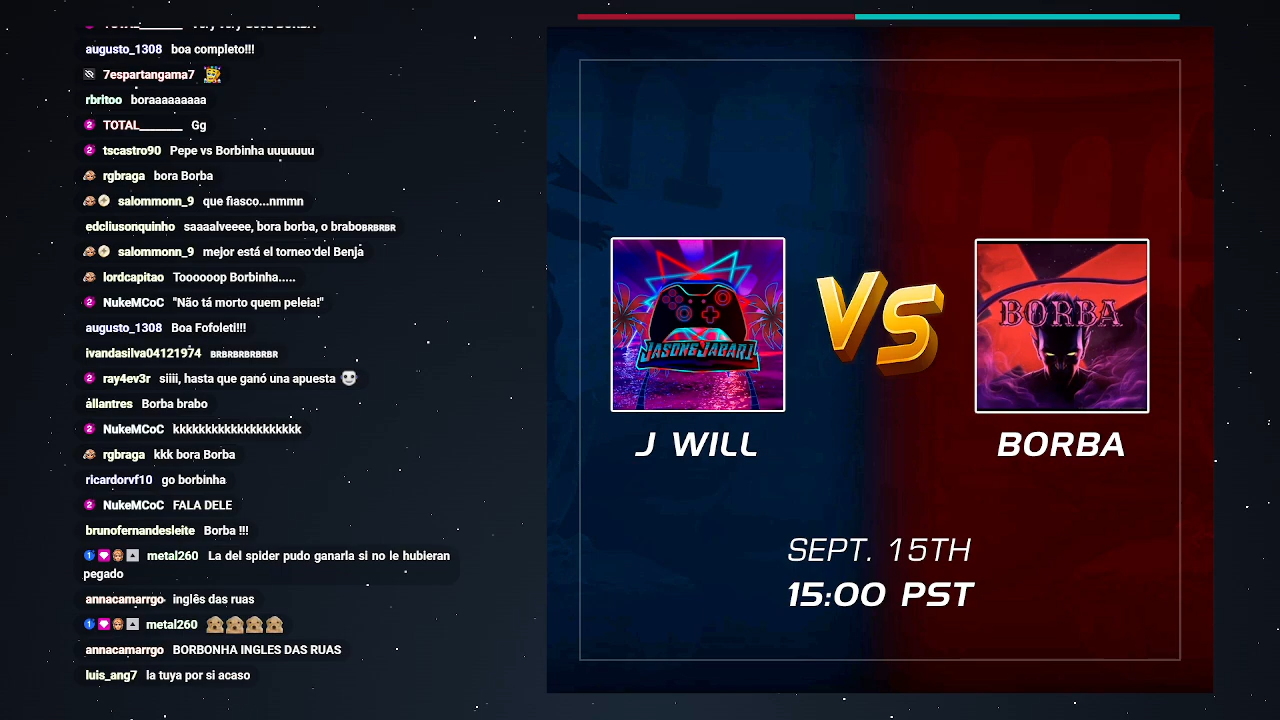 augusto_1308 boa completo!!!
7espartangama7
rbritoo boraaaaaaaaa
TOTAL_______ Gg
tscastro90 Pepe vs Borbinha uuuuuuu
rgbraga bora Borba
salommonn_9 que fiasco...nmmn
edcliusonquinho saaaalveeee, bora borba, o braboBRBRBR
salommonn_9 mejor está el torneo del Benja
lordcapitao Toooooop Borbinha.....
NukeMCoC "Não tá morto quem peleia!"
augusto_1308 Boa Fofoleti!!!
ivandasilva04121974 BRBRBRBRBRBR
ray4ev3r siiii, hasta que ganó una apuesta
allantres Borba brabo
NukeMCoC kkkkkkkkkkkkkkkkkkkk
rgbraga kkk bora Borba
ricardorvf10 go borbinha
NukeMCoC FALA DELE
brunofernandesleite Borba !!!
metal260 La del spider pudo ganarla si no le hubieran
pegado
annacamarrgo inglês das ruas
metal260
annacamarrgo BORBONHA INGLES DAS RUAS
luis_ang7 la tuya por si acaso
JASONSJABARI
BORBA
VS
J WILL
BORBA
SEPT. 15TH
15:00 PST